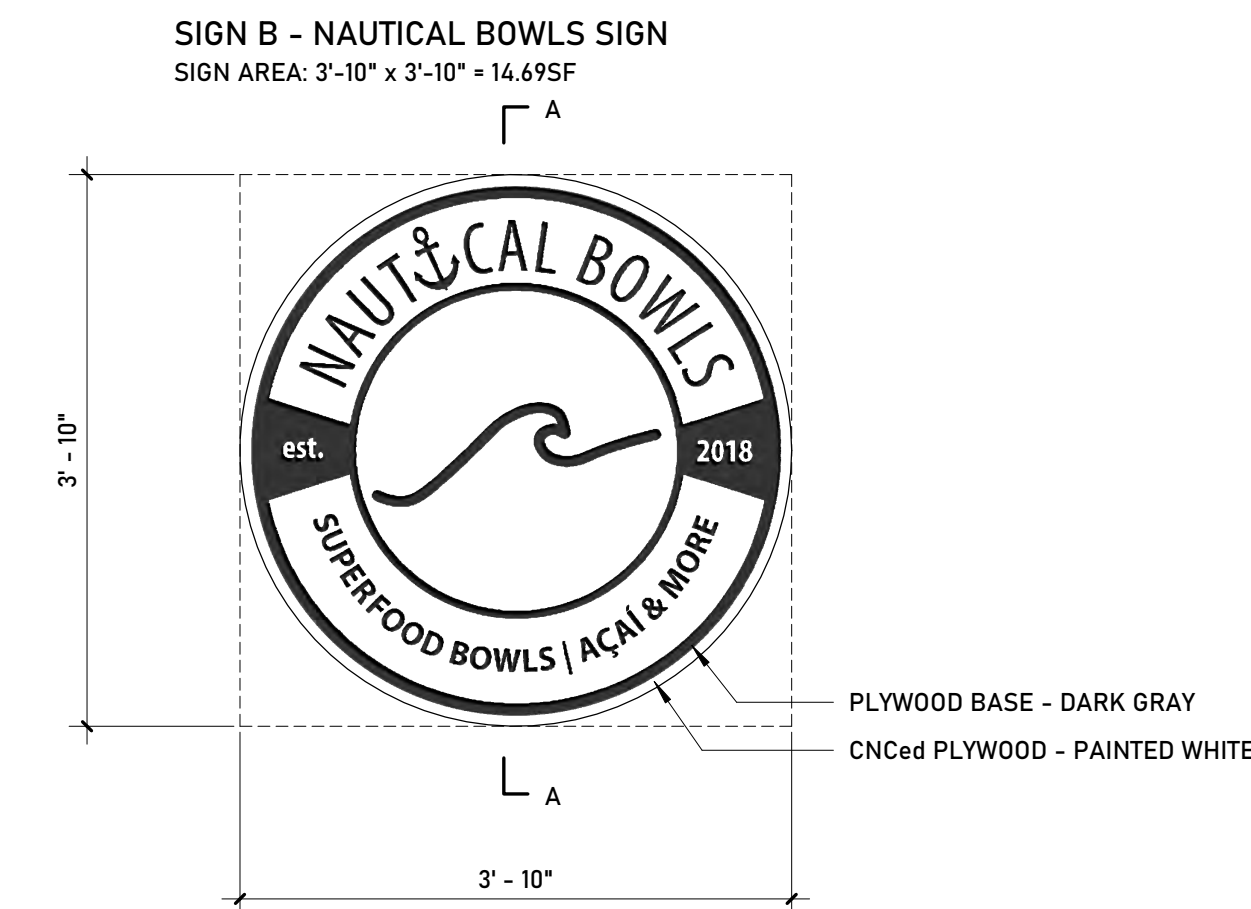 SIGN B - NAUTICAL BOWLS SIGN
SIGN AREA: 3'-10" x 3'-10" = 14.69SF
A
NAUTCAL BOWLS
3' - 10"
est.
2018
SUPERFOOD BOWLS | AÇAÍ & MORE
PLYWOOD BASE - DARK GRAY
CNCed PLYWOOD - PAINTED WHITE
A
3' - 10"